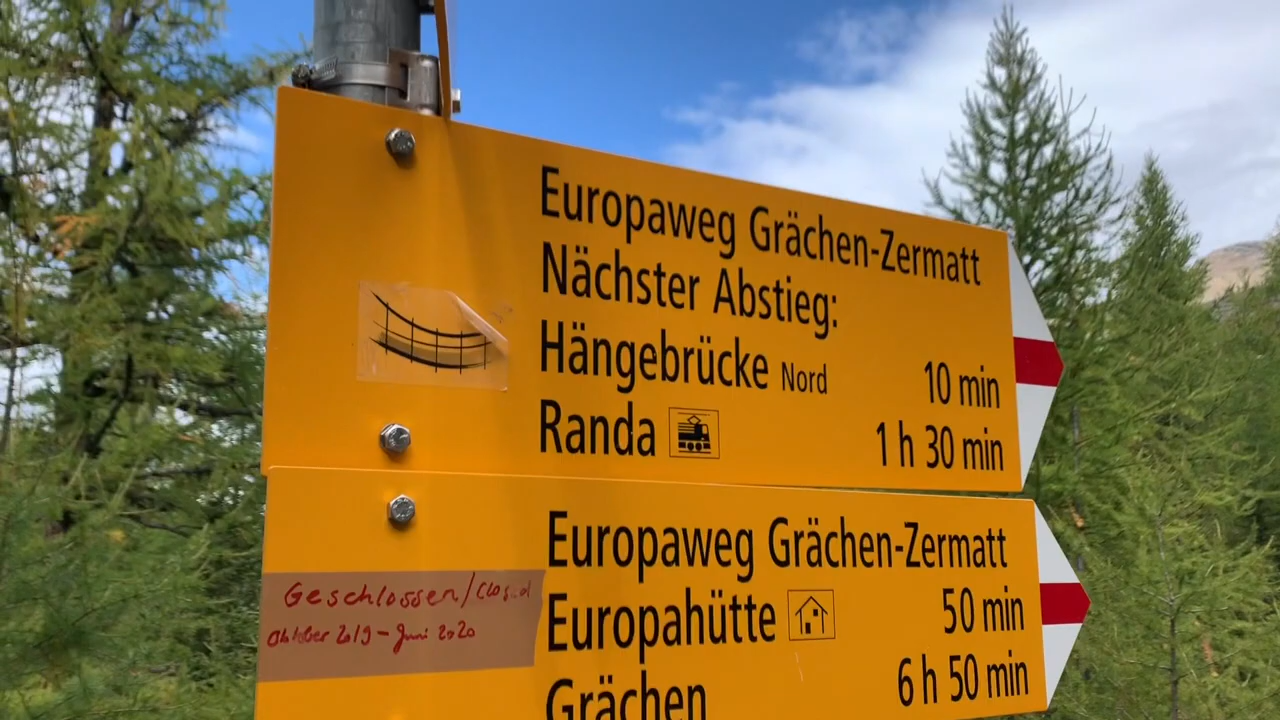 Europaweg Grächen-Zermatt
Nächster Abstieg:
Hängebrücke Nord 10 min
Randa 1 h 30 min
Europaweg Grächen-Zermatt
Geschlossen/Closed
Oktober 2019 - Juni 2020
Europahütte 50 min
Grächen 6 h 50 min